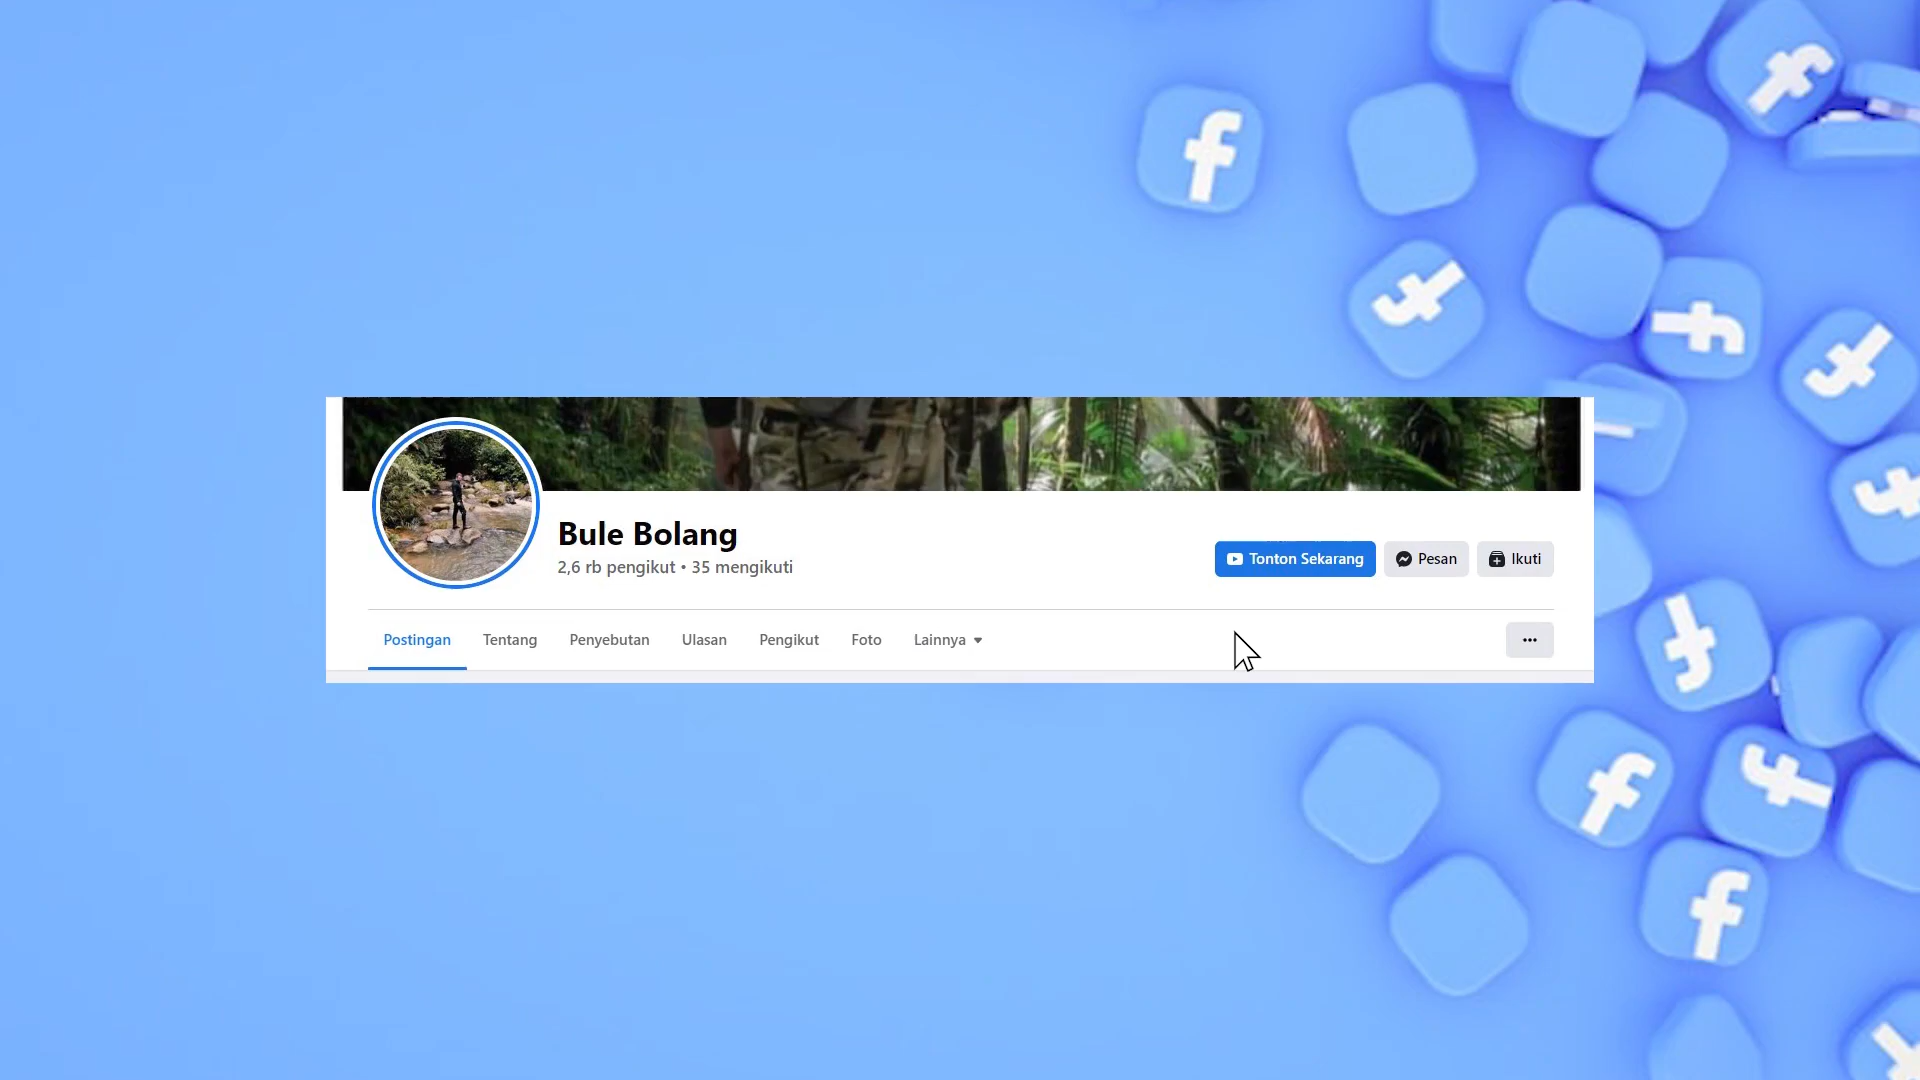 Bule Bolang
2,6 rb pengikut • 35 mengikuti
Tonton Sekarang
Pesan
Ikuti
Postingan
Tentang
Penyebutan
Ulasan
Pengikut
Foto
Lainnya